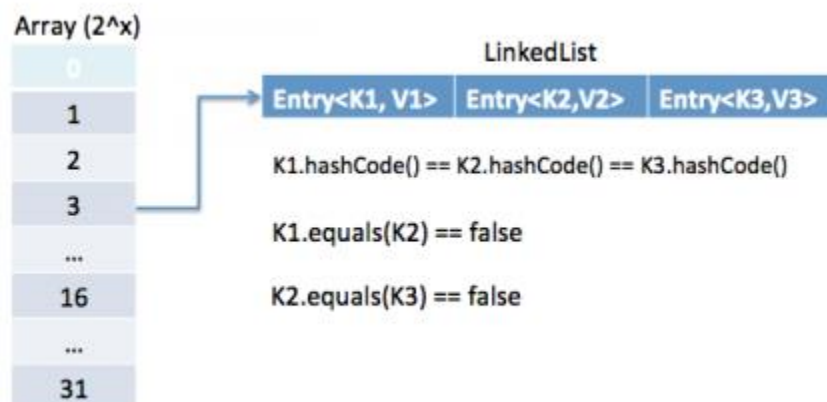 Array (2^x)
0
1
2
3
...
16
...
31
LinkedList
Entry<K1, V1> Entry<K2,V2> Entry<K3,V3>
K1.hashCode() == K2.hashCode() == K3.hashCode()
K1.equals(K2) == false
K2.equals(K3) == false